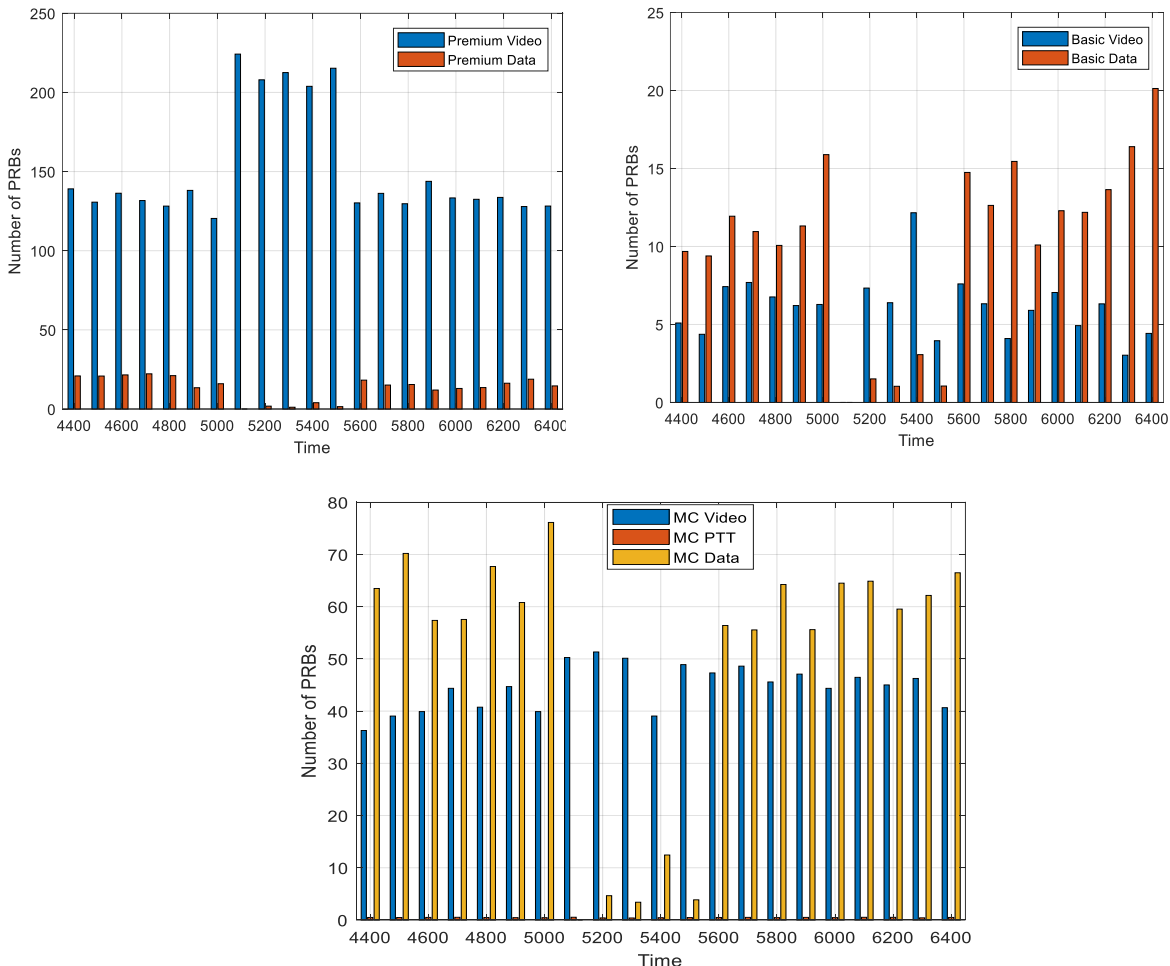 250
200
150
100
50
0
Number of PRBs
Premium Video
Premium Data
4400 4600 4800 5000 5200 5400 5600 5800 6000 6200 6400
Time
25
20
15
10
5
0
Number of PRBs
Basic Video
Basic Data
4400 4600 4800 5000 5200 5400 5600 5800 6000 6200 6400
Time
80
70
60
50
40
30
20
10
0
Number of PRBs
MC Video
MC PTT
MC Data
4400 4600 4800 5000 5200 5400 5600 5800 6000 6200 6400
Time